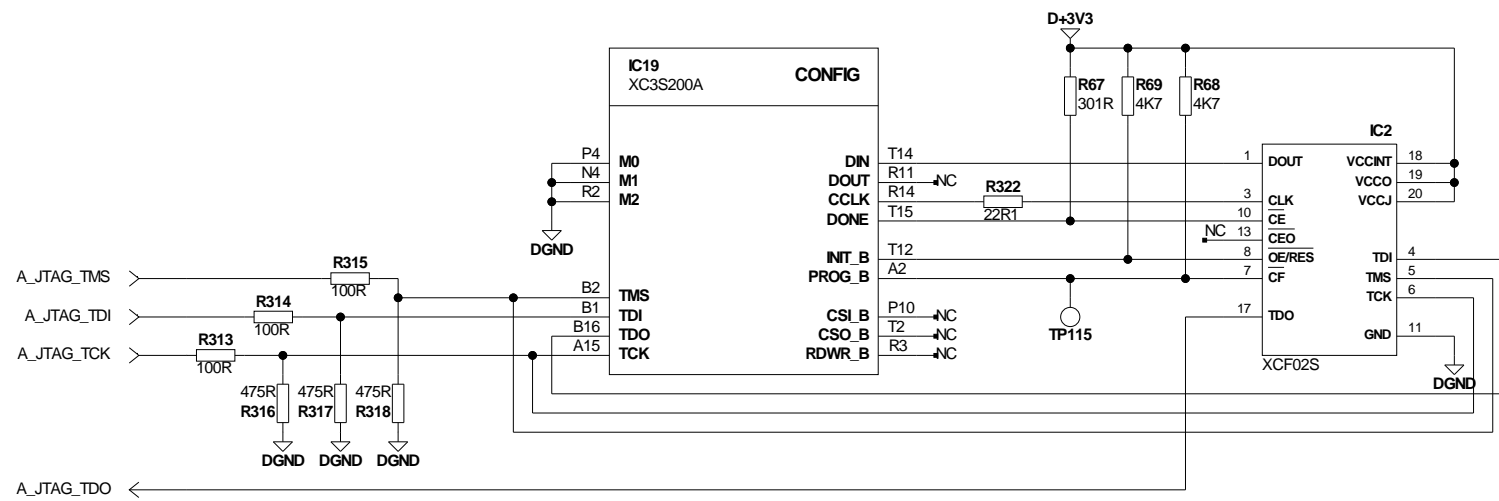 D+3V3
IC19
XC3S200A
CONFIG
R67
301R
R69
4K7
R68
4K7
IC2
P4 M0
N4 M1
R2 M2
DGND
DIN T14
DOUT R11 NC
CCLK R14
DONE T15
R322
22R1
INIT_B T12
PROG_B A2
TP115
CSI_B P10 NC
CSO_B T2 NC
RDWR_B R3 NC
1 DOUT
3 CLK
10 CE
NC 13 CEO
8 OE/RES
7 CF
17 TDO
VCCINT 18
VCCO 19
VCCJ 20
TDI 4
TMS 5
TCK 6
GND 11
XCF02S
DGND
A_JTAG_TMS
R315
100R
B2 TMS
A_JTAG_TDI
R314
100R
B1 TDI
B16 TDO
A_JTAG_TCK
R313
100R
A15 TCK
475R
R316
475R
R317
475R
R318
DGND DGND DGND
A_JTAG_TDO